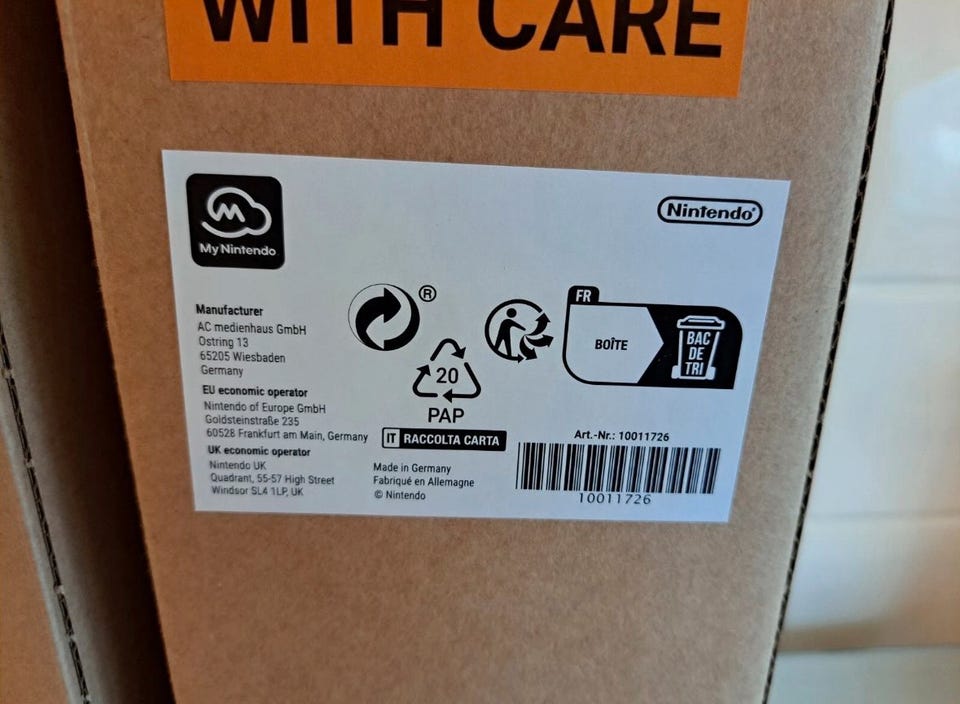 WITH CARE
My Nintendo
Nintendo®
Manufacturer
AC medienhaus GmbH
Ostring 13
65205 Wiesbaden
Germany
EU economic operator
Nintendo of Europe GmbH
Goldsteinstraße 235
60528 Frankfurt am Main, Germany
UK economic operator
Nintendo UK
Quadrant, 55-57 High Street
Windsor SL4 1LP, UK
®
20
PAP
IT RACCOLTA CARTA
Made in Germany
Fabriqué en Allemagne
© Nintendo
FR
BOÎTE
BAC
DE
TRI
Art.-Nr.: 10011726
10011726